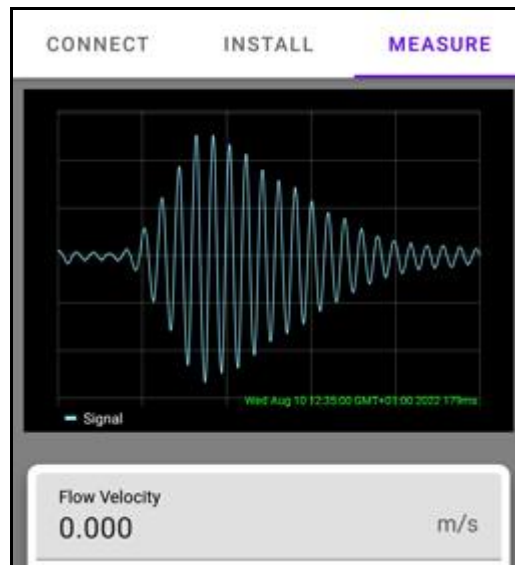 CONNECT INSTALL MEASURE
Wed Aug 10 12:35:00 GMT+01:00 2022 179ms
Signal
Flow Velocity
0.000 m/s